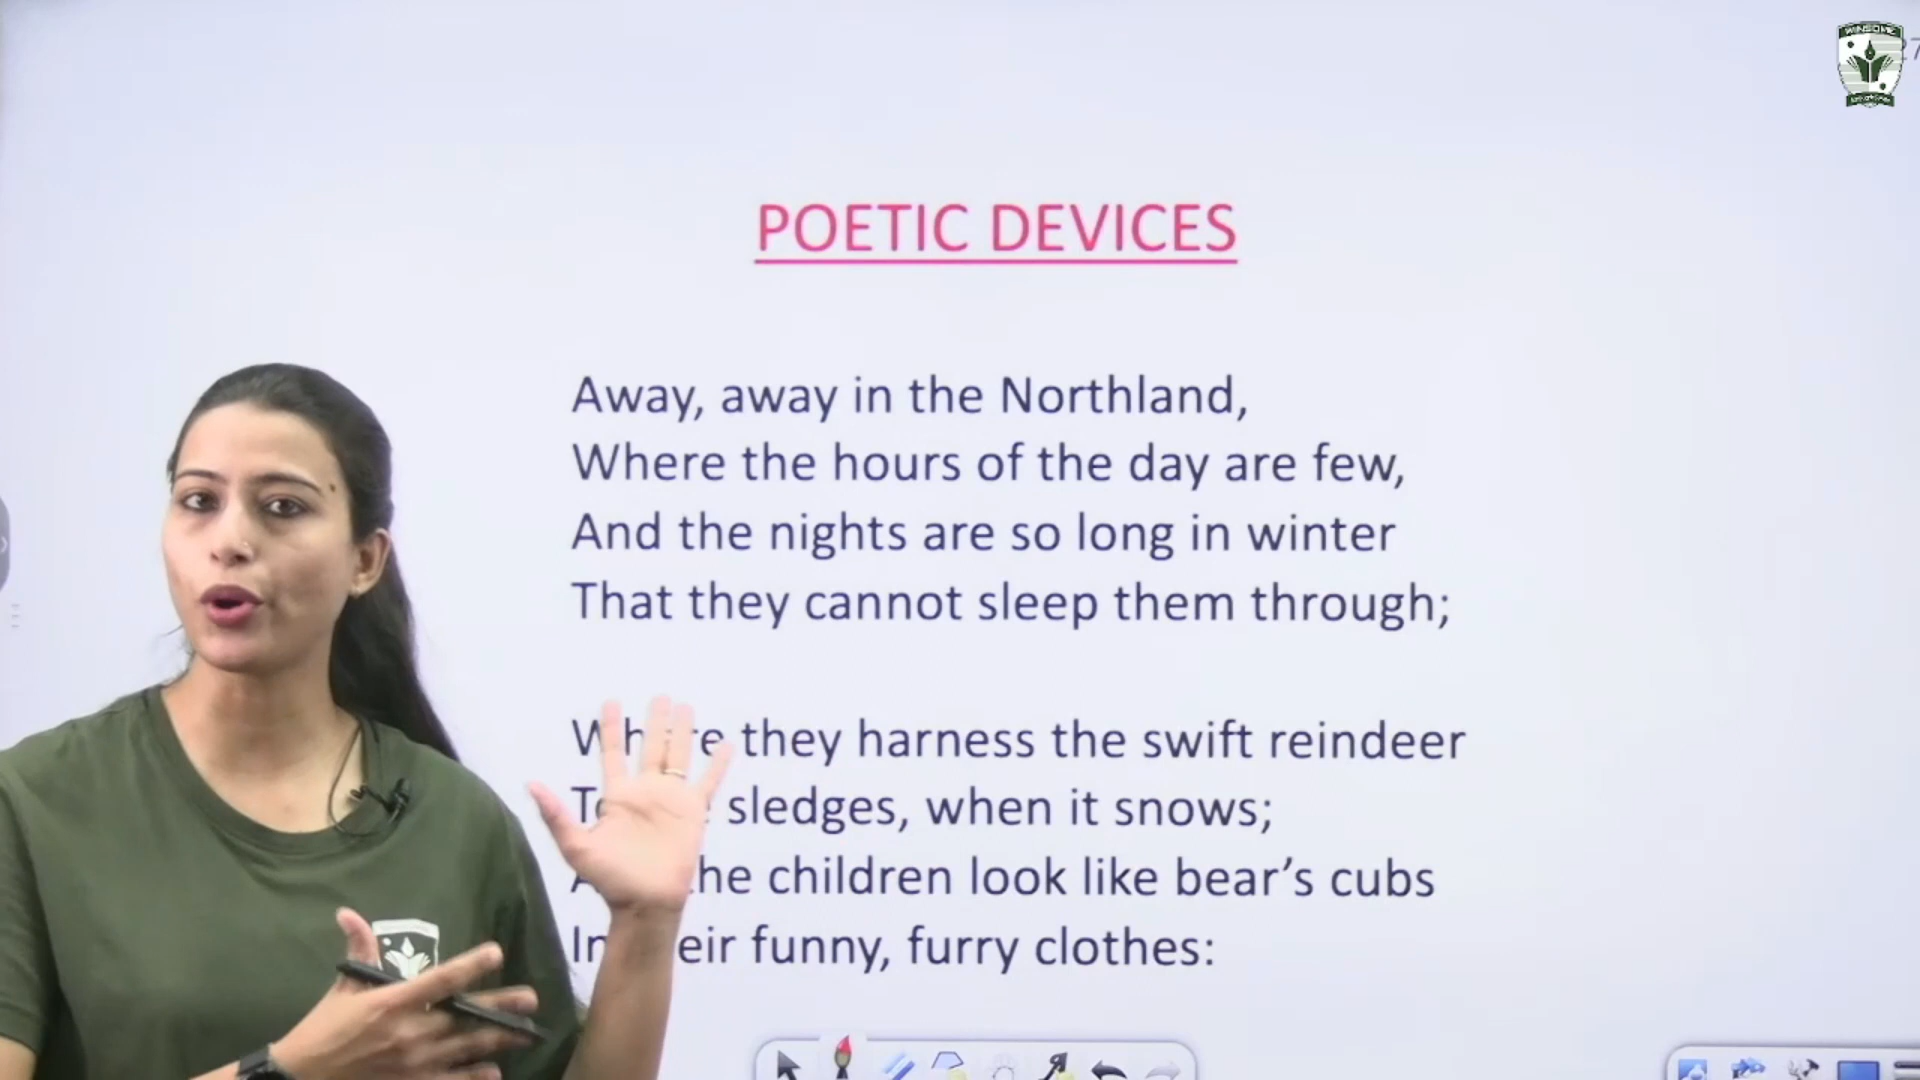 POETIC DEVICES
Away, away in the Northland,
Where the hours of the day are few,
And the nights are so long in winter
That they cannot sleep them through;
they harness the swift reindeer
sledges, when it snows;
children look like bear's cubs
In funny, furry clothes: